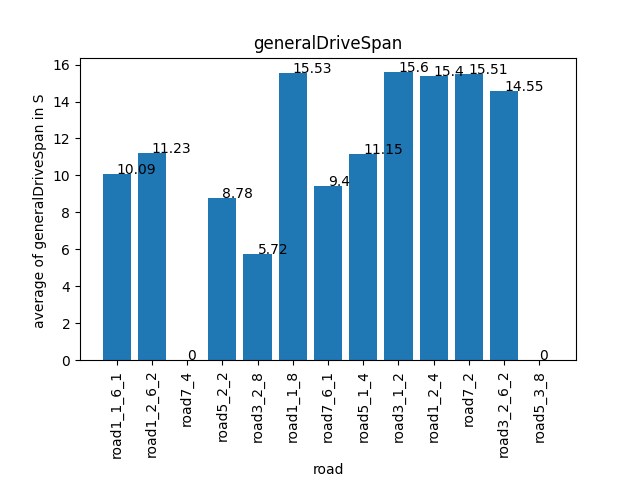 generalDriveSpan
average of generalDriveSpan in S
16
14
12
10
8
6
4
2
0
10.09
11.23
0
8.78
5.72
15.53
9.4
11.15
15.6
15.4
15.51
14.55
0
road1_1_6_1
road1_2_6_2
road7_4
road5_2_2
road3_2_8
road1_1_8
road7_6_1
road5_1_4
road3_1_2
road1_2_4
road7_2
road3_2_6_2
road5_3_8
road